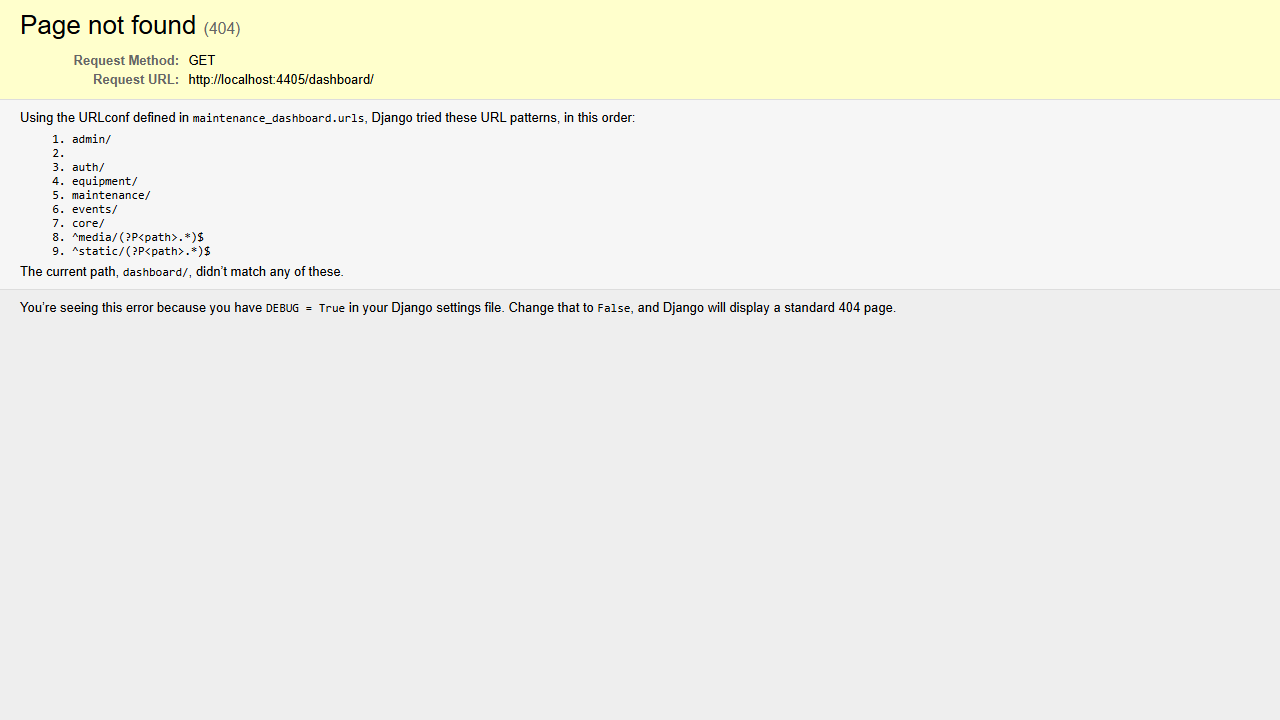 Page not found (404)
Request Method: GET
Request URL: http://localhost:4405/dashboard/
Using the URLconf defined in maintenance_dashboard.urls, Django tried these URL patterns, in this order:
1. admin/
2.
3. auth/
4. equipment/
5. maintenance/
6. events/
7. core/
8. ^media/(?P<path>.*)$
9. ^static/(?P<path>.*)$
The current path, dashboard/, didn’t match any of these.
You’re seeing this error because you have DEBUG = True in your Django settings file. Change that to False, and Django will display a standard 404 page.